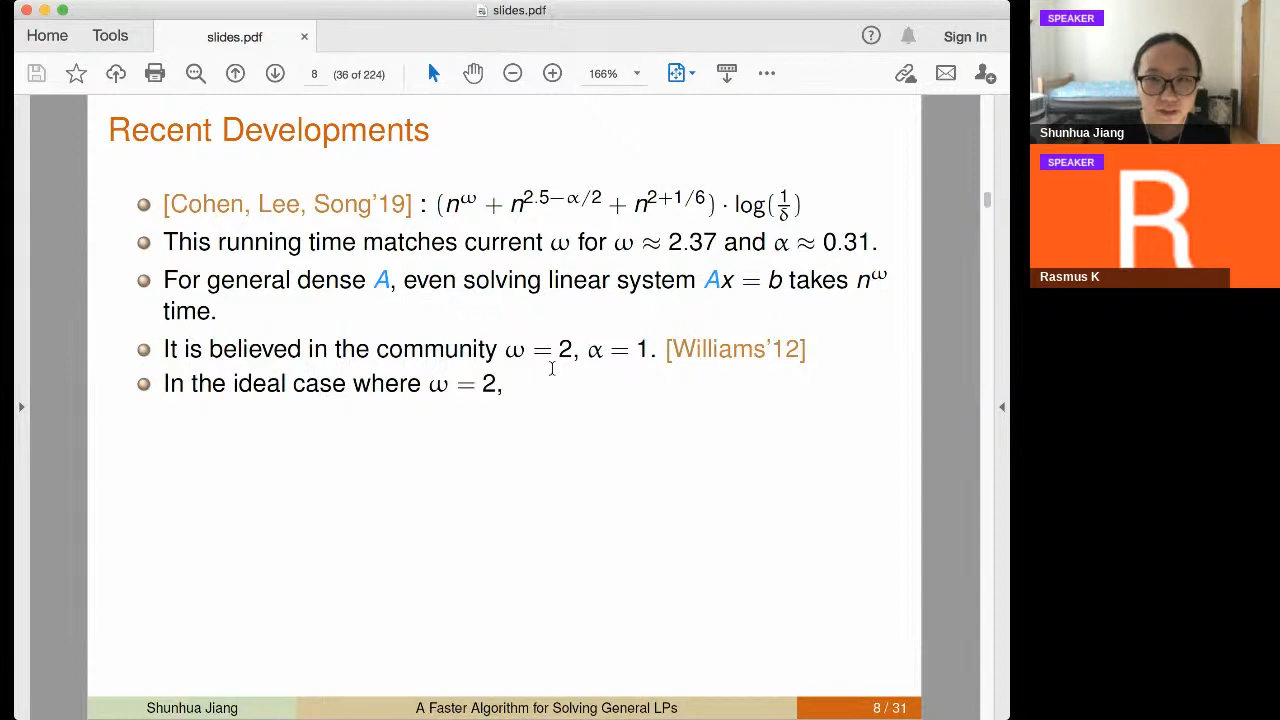 slides.pdf
Home Tools slides.pdf × Sign In
8 (36 of 224) 166%
Recent Developments
[Cohen, Lee, Song'19] : (n^ω + n^{2.5−α/2} + n^{2+1/6}) · log(1/δ)
This running time matches current ω for ω ≈ 2.37 and α ≈ 0.31.
For general dense A, even solving linear system Ax = b takes n^ω
time.
It is believed in the community ω = 2, α = 1. [Williams'12]
In the ideal case where ω = 2,
Shunhua Jiang A Faster Algorithm for Solving General LPs 8 / 31
SPEAKER
Shunhua Jiang
SPEAKER
R
Rasmus K